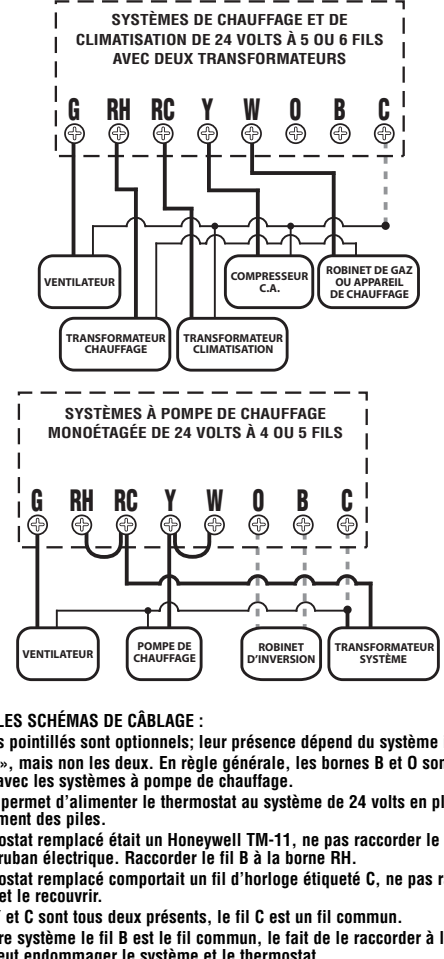 SYSTÈMES DE CHAUFFAGE ET DE
CLIMATISATION DE 24 VOLTS À 5 OU 6 FILS
AVEC DEUX TRANSFORMATEURS
G RH RC Y W O B C
VENTILATEUR
COMPRESSEUR
C.A.
ROBINET DE GAZ
OU APPAREIL
DE CHAUFFAGE
TRANSFORMATEUR
CHAUFFAGE
TRANSFORMATEUR
CLIMATISATION
SYSTÈMES À POMPE DE CHAUFFAGE
MONOÉTAGÉE DE 24 VOLTS À 4 OU 5 FILS
G RH RC Y W O B C
VENTILATEUR
POMPE DE
CHAUFFAGE
ROBINET
D'INVERSION
TRANSFORMATEUR
SYSTÈME
LES SCHÉMAS DE CÂBLAGE :
s pointillés sont optionnels; leur présence dépend du système
», mais non les deux. En règle générale, les bornes B et O son
avec les systèmes à pompe de chauffage.
permet d'alimenter le thermostat au système de 24 volts en pl
ment des piles.
ostat remplacé était un Honeywell TM-11, ne pas raccorder le
ruban électrique. Raccorder le fil B à la borne RH.
ostat remplacé comportait un fil d'horloge étiqueté C, ne pas r
et le recouvrir.
et C sont tous deux présents, le fil C est un fil commun.
re système le fil B est le fil commun, le fait de le raccorder à l
eut endommager le système et le thermostat